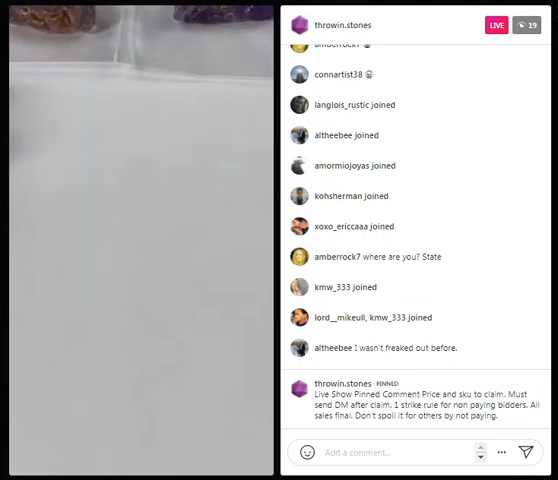 throwin.stones
LIVE
19
amberrock7
connartist38
langlois_rustic joined
altheebee joined
amormiojoyas joined
kohsherman joined
xoxo_ericcaaa joined
amberrock7 where are you? State
kmw_333 joined
lord__mikeull, kmw_333 joined
altheebee I wasn't freaked out before.
throwin.stones · PINNED
Live Show Pinned Comment Price and sku to claim. Must
send DM after claim. 1 strike rule for non paying bidders. All
sales final. Don't spoil it for others by not paying.
Add a comment...